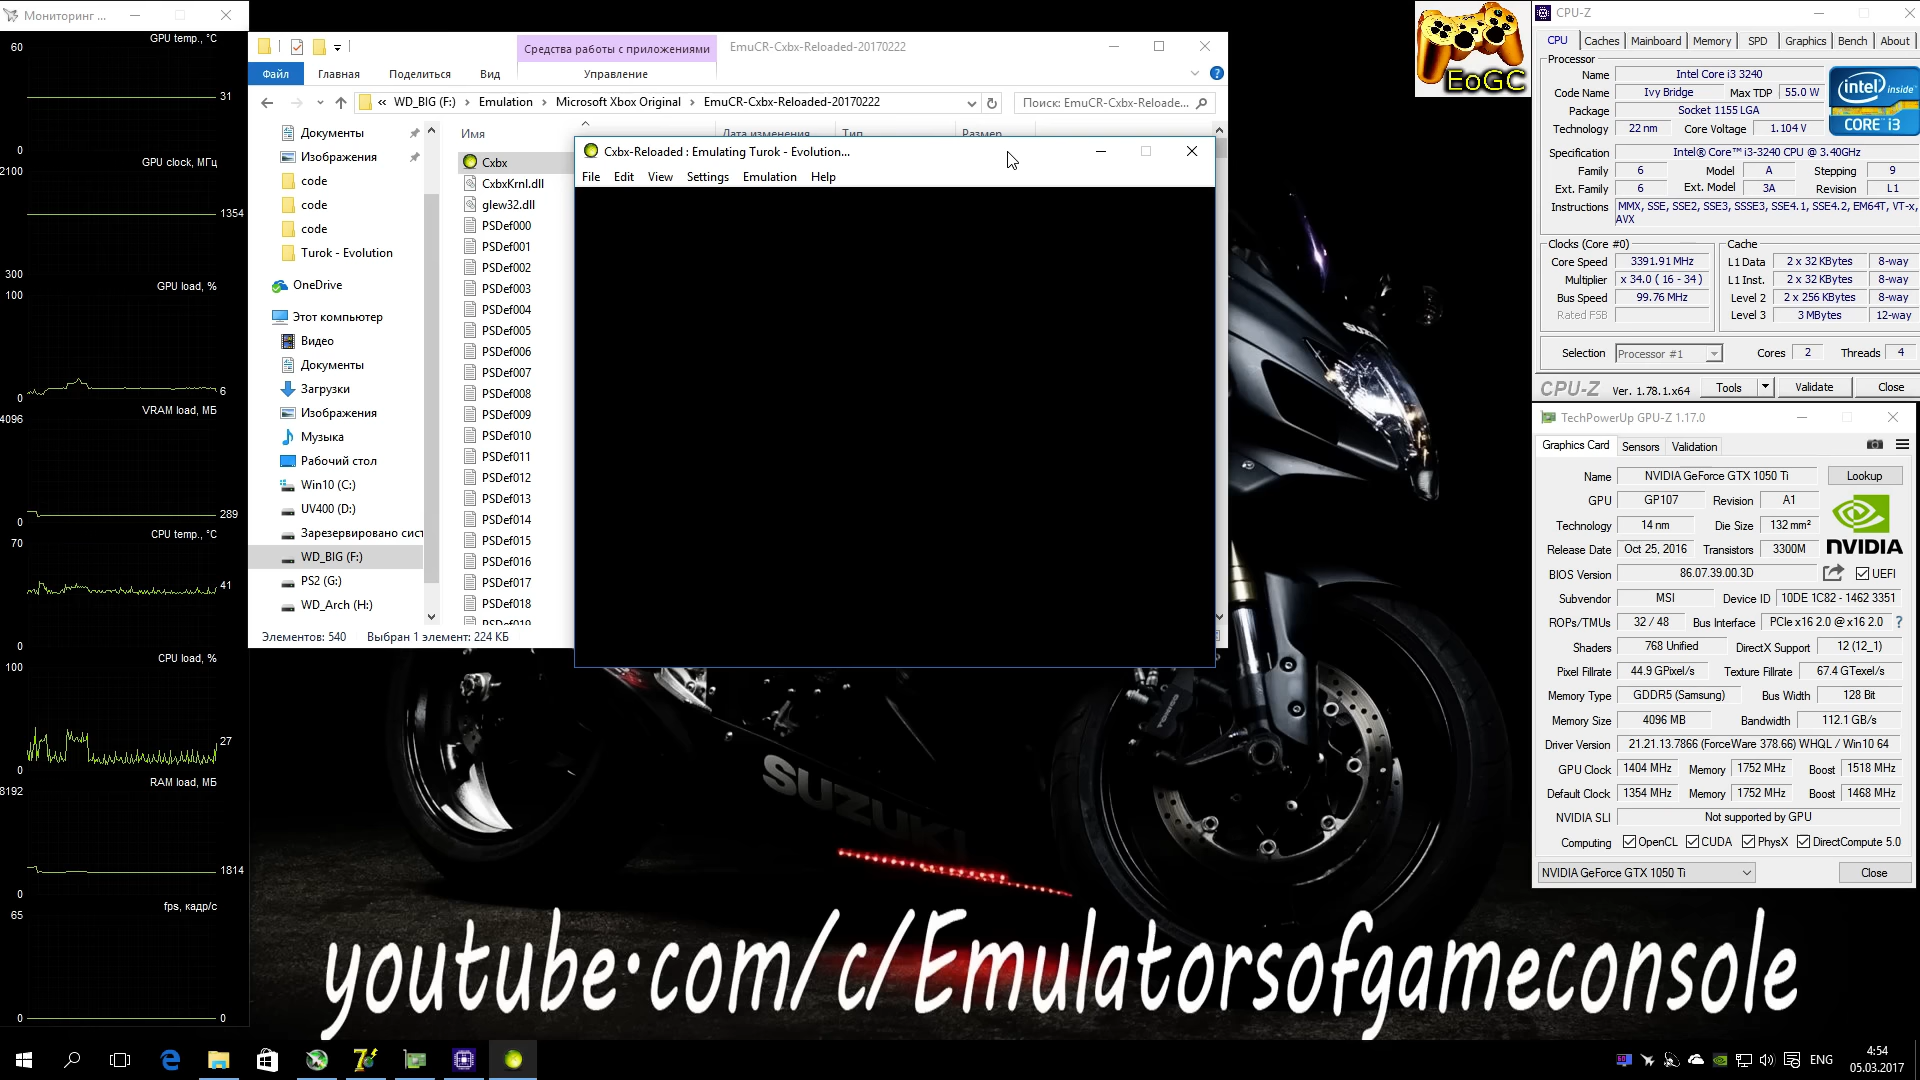 Мониторинг ...
GPU temp., °C
60
31
0
GPU clock, МГц
2100
1354
300
GPU load, %
100
6
0
VRAM load, МБ
4096
289
0
CPU temp., °C
70
41
0
CPU load, %
100
27
0
RAM load, МБ
8192
1814
0
fps, кадр/с
65
0
0
Средства работы с приложениями
EmuCR-Cxbx-Reloaded-20170222
Файл
Главная
Поделиться
Вид
Управление
« WD_BIG (F:) › Emulation › Microsoft Xbox Original › EmuCR-Cxbx-Reloaded-20170222
Поиск: EmuCR-Cxbx-Reloade...
Документы
Изображения
code
code
code
Turok - Evolution
OneDrive
Этот компьютер
Видео
Документы
Загрузки
Изображения
Музыка
Рабочий стол
Win10 (C:)
UV400 (D:)
Зарезервировано сист
WD_BIG (F:)
PS2 (G:)
WD_Arch (H:)
Имя
Дата изменения
Тип
Размер
Cxbx
CxbxKrnl.dll
glew32.dll
PSDef000
PSDef001
PSDef002
PSDef003
PSDef004
PSDef005
PSDef006
PSDef007
PSDef008
PSDef009
PSDef010
PSDef011
PSDef012
PSDef013
PSDef014
PSDef015
PSDef016
PSDef017
PSDef018
PSDef019
Элементов: 540
Выбран 1 элемент: 224 КБ
Cxbx-Reloaded : Emulating Turok - Evolution...
File Edit View Settings Emulation Help
EoGC
SUZUKI
youtube.com/c/Emulatorsofgameconsole
CPU-Z
CPU Caches Mainboard Memory SPD Graphics Bench About
Processor
Name Intel Core i3 3240
Code Name Ivy Bridge Max TDP 55.0 W
Package Socket 1155 LGA
Technology 22 nm Core Voltage 1.104 V
intel inside
CORE i3
Specification Intel® Core™ i3-3240 CPU @ 3.40GHz
Family 6 Model A Stepping 9
Ext. Family 6 Ext. Model 3A Revision L1
Instructions MMX, SSE, SSE2, SSE3, SSSE3, SSE4.1, SSE4.2, EM64T, VT-x,
AVX
Clocks (Core #0)
Core Speed 3391.91 MHz
Multiplier x 34.0 ( 16 - 34 )
Bus Speed 99.76 MHz
Rated FSB
Cache
L1 Data 2 x 32 KBytes 8-way
L1 Inst. 2 x 32 KBytes 8-way
Level 2 2 x 256 KBytes 8-way
Level 3 3 MBytes 12-way
Selection Processor #1 Cores 2 Threads 4
CPU-Z Ver. 1.78.1.x64 Tools Validate Close
TechPowerUp GPU-Z 1.17.0
Graphics Card Sensors Validation
Name NVIDIA GeForce GTX 1050 Ti Lookup
GPU GP107 Revision A1
Technology 14 nm Die Size 132 mm²
Release Date Oct 25, 2016 Transistors 3300M
NVIDIA
BIOS Version 86.07.39.00.3D UEFI
Subvendor MSI Device ID 10DE 1C82 - 1462 3351
ROPs/TMUs 32 / 48 Bus Interface PCIe x16 2.0 @ x16 2.0 ?
Shaders 768 Unified DirectX Support 12 (12_1)
Pixel Fillrate 44.9 GPixel/s Texture Fillrate 67.4 GTexel/s
Memory Type GDDR5 (Samsung) Bus Width 128 Bit
Memory Size 4096 MB Bandwidth 112.1 GB/s
Driver Version 21.21.13.7866 (ForceWare 378.66) WHQL / Win10 64
GPU Clock 1404 MHz Memory 1752 MHz Boost 1518 MHz
Default Clock 1354 MHz Memory 1752 MHz Boost 1468 MHz
NVIDIA SLI Not supported by GPU
Computing OpenCL CUDA PhysX DirectCompute 5.0
NVIDIA GeForce GTX 1050 Ti Close
ENG
4:54
05.03.2017